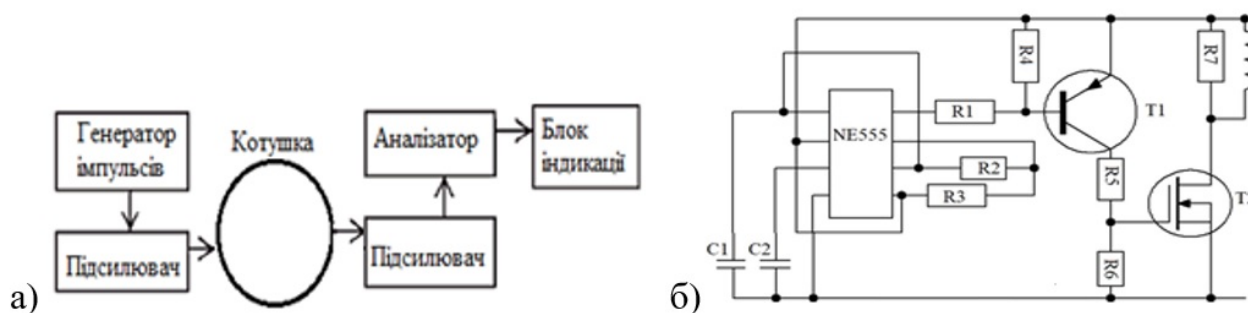 Генератор
імпульсів
Підсилювач
Котушка
Аналізатор
Підсилювач
Блок
індикації
а)
R4
R7
R1
T1
NE555
R2
R3
R5
C1
C2
R6
б)